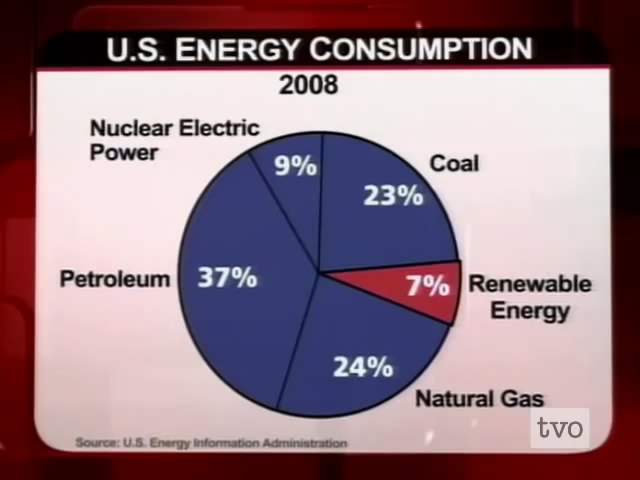 U.S. ENERGY CONSUMPTION
2008
Nuclear Electric
Power
9%
Coal
23%
Petroleum
37%
7%
Renewable
Energy
24%
Natural Gas
tvo
Source: U.S. Energy Information Administration